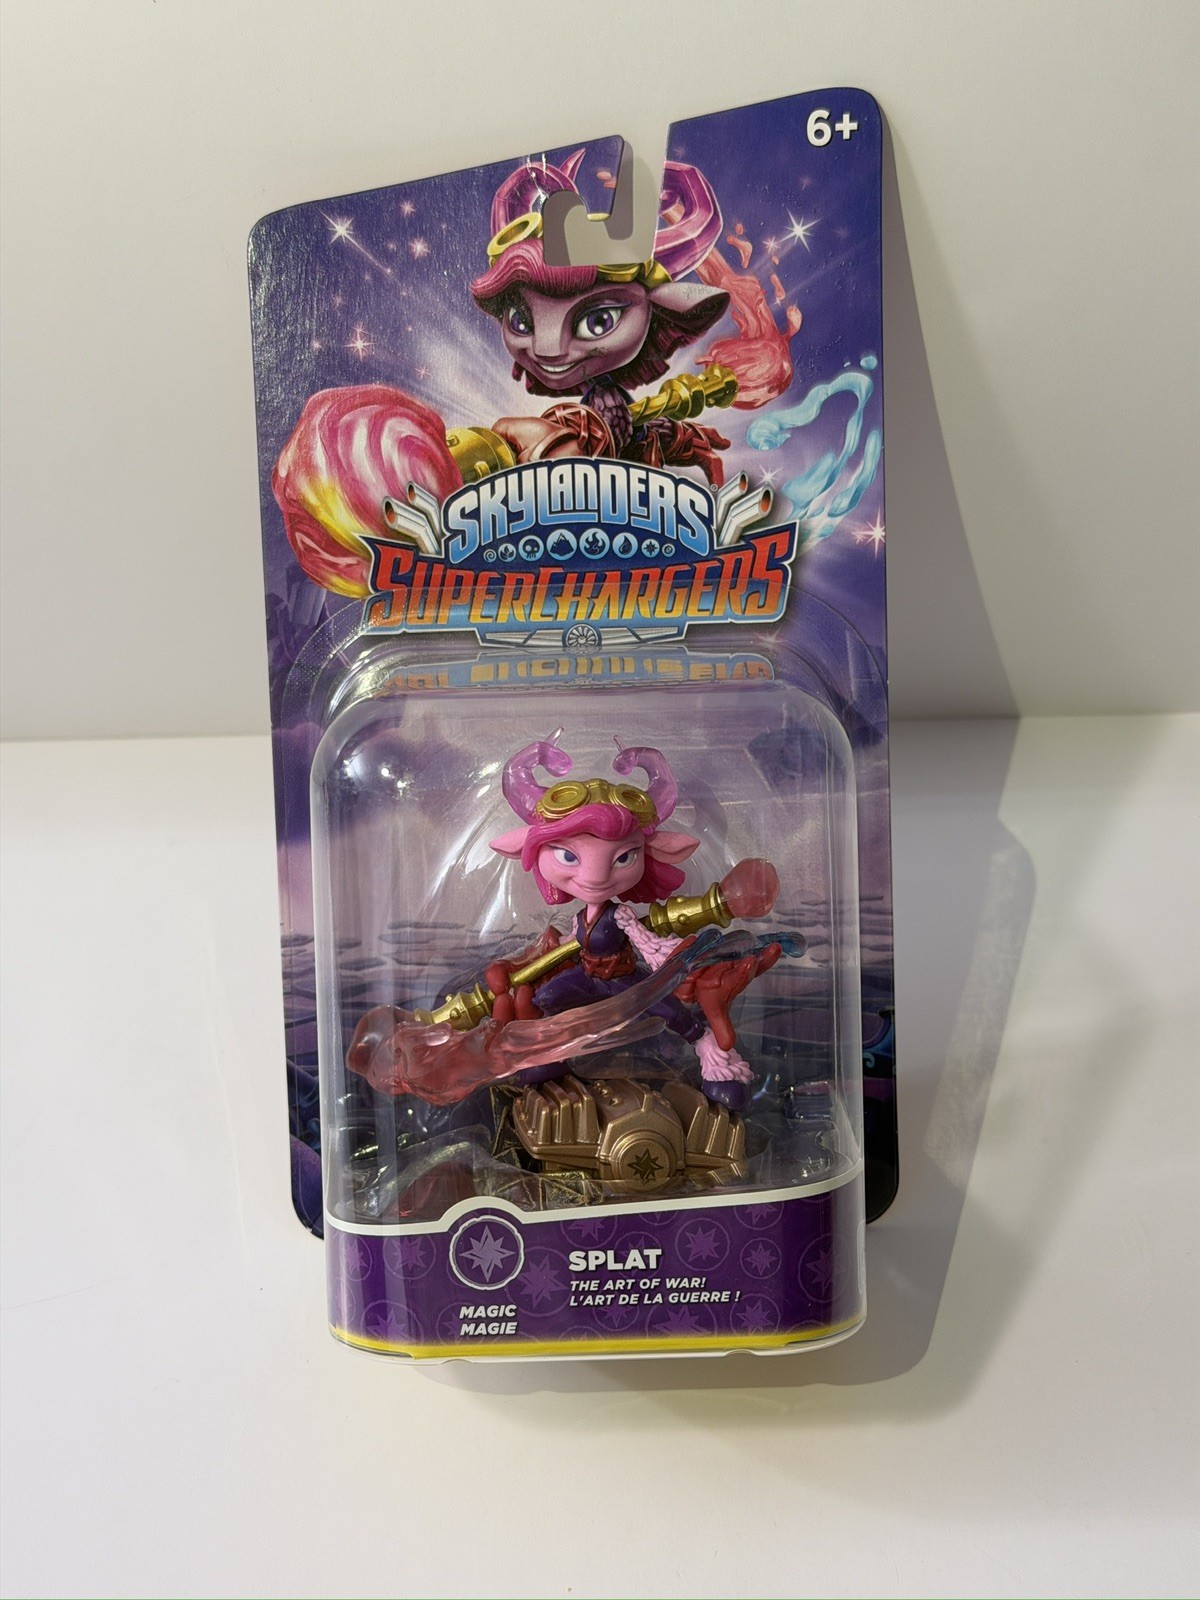 6+
SKYLANDERS
SUPERCHARGERS
SPLAT
THE ART OF WAR!
L'ART DE LA GUERRE !
MAGIC
MAGIE